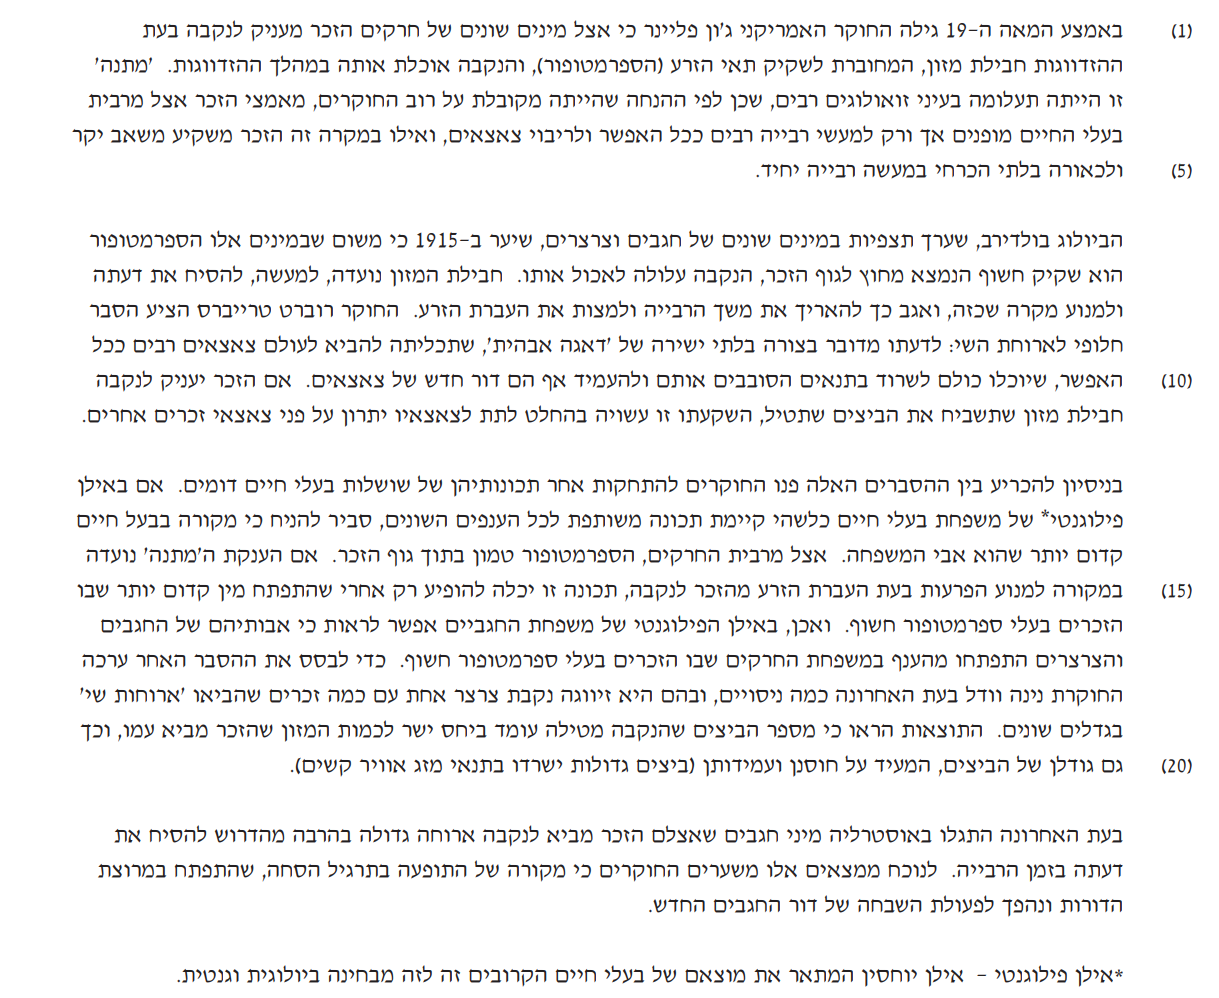 (1) באמצע המאה ה-19 גילה החוקר האמריקני ג'ון פליינר כי אצל מינים שונים של חרקים הזכר מעניק לנקבה בעת
ההזדווגות חבילת מזון, המחוברת לשקיק תאי הזרע (הספרמטופור), והנקבה אוכלת אותה במהלך ההזדווגות. 'מתנה'
זו הייתה תעלומה בעיני זואולוגים רבים, שכן לפי ההנחה שהייתה מקובלת על רוב החוקרים, מאמצי הזכר אצל מרבית
בעלי החיים מופנים אך ורק למעשי רבייה רבים ככל האפשר ולריבוי צאצאים, ואילו במקרה זה הזכר משקיע משאב יקר
(5) ולכאורה בלתי הכרחי במעשה רבייה יחיד.
הביולוג בולדירב, שערך תצפיות במינים שונים של חגבים וצרצרים, שיער ב-1915 כי משום שבמינים אלו הספרמטופור
הוא שקיק חשוף הנמצא מחוץ לגוף הזכר, הנקבה עלולה לאכול אותו. חבילת המזון נועדה, למעשה, להסיח את דעתה
ולמנוע מקרה שכזה, ואגב כך להאריך את משך הרבייה ולמצות את העברת הזרע. החוקר רוברט טרייברס הציע הסבר
חלופי לארוחת השי: לדעתו מדובר בצורה בלתי ישירה של 'דאגה אבהית', שתכליתה להביא לעולם צאצאים רבים ככל
(10) האפשר, שיוכלו כולם לשרוד בתנאים הסובבים אותם ולהעמיד אף הם דור חדש של צאצאים. אם הזכר יעניק לנקבה
חבילת מזון שתשביח את הביצים שתטיל, השקעתו זו עשויה בהחלט לתת לצאצאיו יתרון על פני צאצאי זכרים אחרים.
בניסיון להכריע בין ההסברים האלה פנו החוקרים להתחקות אחר תכונותיהן של שושלות בעלי חיים דומים. אם באילן
פילוגנטי* של משפחת בעלי חיים כלשהי קיימת תכונה משותפת לכל הענפים השונים, סביר להניח כי מקורה בבעל חיים
קדום יותר שהוא אבי המשפחה. אצל מרבית החרקים, הספרמטופור טמון בתוך גוף הזכר. אם הענקת ה'מתנה' נועדה
(15) במקורה למנוע הפרעות בעת העברת הזרע מהזכר לנקבה, תכונה זו יכלה להופיע רק אחרי שהתפתח מין קדום יותר שבו
הזכרים בעלי ספרמטופור חשוף. ואכן, באילן הפילוגנטי של משפחת החגביים אפשר לראות כי אבותיהם של החגבים
והצרצרים התפתחו מהענף במשפחת החרקים שבו הזכרים בעלי ספרמטופור חשוף. כדי לבסס את ההסבר האחר ערכה
החוקרת נינה וודל בעת האחרונה כמה ניסויים, ובהם היא זיווגה נקבת צרצר אחת עם כמה זכרים שהביאו 'ארוחות שי'
בגדלים שונים. התוצאות הראו כי מספר הביצים שהנקבה מטילה עומד ביחס ישר לכמות המזון שהזכר מביא עמו, וכך
(20) גם גודלן של הביצים, המעיד על חוסנן ועמידותן (ביצים גדולות ישרדו בתנאי מזג אוויר קשים).
בעת האחרונה התגלו באוסטרליה מיני חגבים שאצלם הזכר מביא לנקבה ארוחה גדולה בהרבה מהדרוש להסיח את
דעתה בזמן הרבייה. לנוכח ממצאים אלו משערים החוקרים כי מקורה של התופעה בתרגיל הסחה, שהתפתח במרוצת
הדורות ונהפך לפעולת השבחה של דור החגבים החדש.
*אילן פילוגנטי - אילן יוחסין המתאר את מוצאם של בעלי חיים הקרובים זה לזה מבחינה ביולוגית וגנטית.